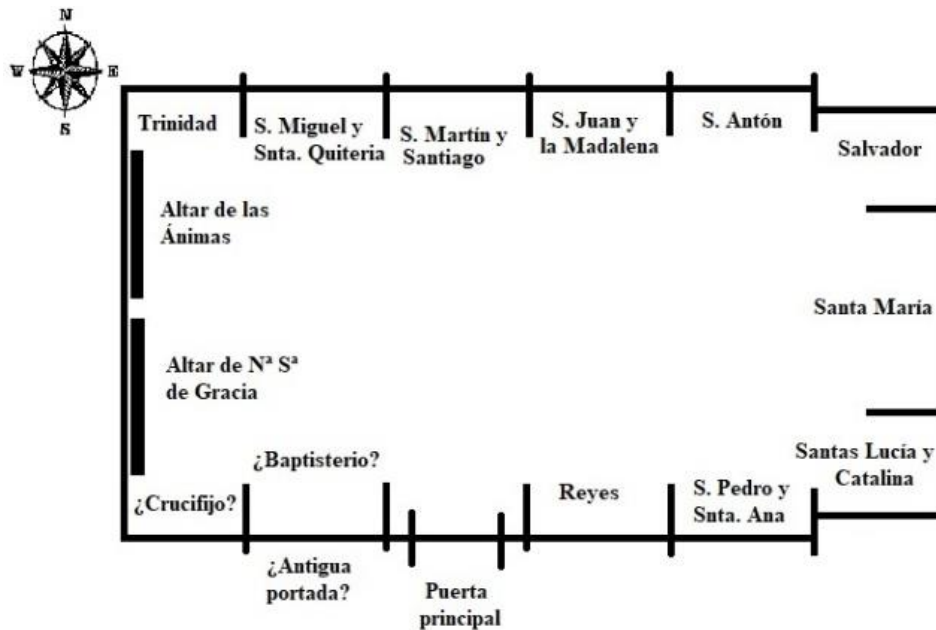 N
W E
S
Trinidad
S. Miguel y
Snta. Quiteria
S. Martín y
Santiago
S. Juan y
la Madalena
S. Antón
Salvador
Altar de las
Ánimas
Santa María
Altar de Nª Sª
de Gracia
¿Baptisterio?
Santas Lucía y
Catalina
¿Crucifijo?
Reyes
S. Pedro y
Snta. Ana
¿Antigua
portada?
Puerta
principal